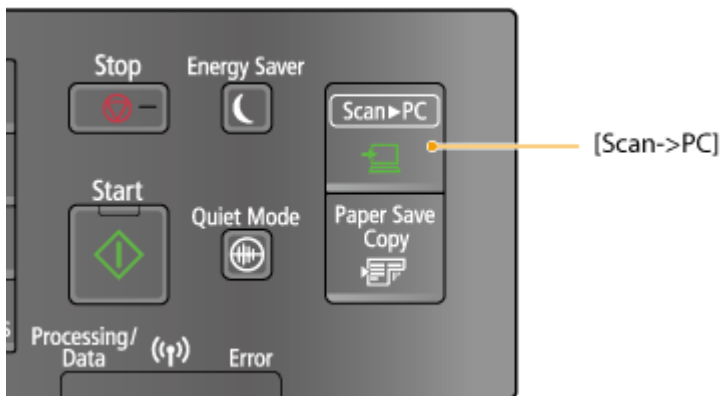 Stop
Energy Saver
Scan▶PC
[Scan->PC]
Start
Quiet Mode
Paper Save
Copy
Processing/
Data
Error